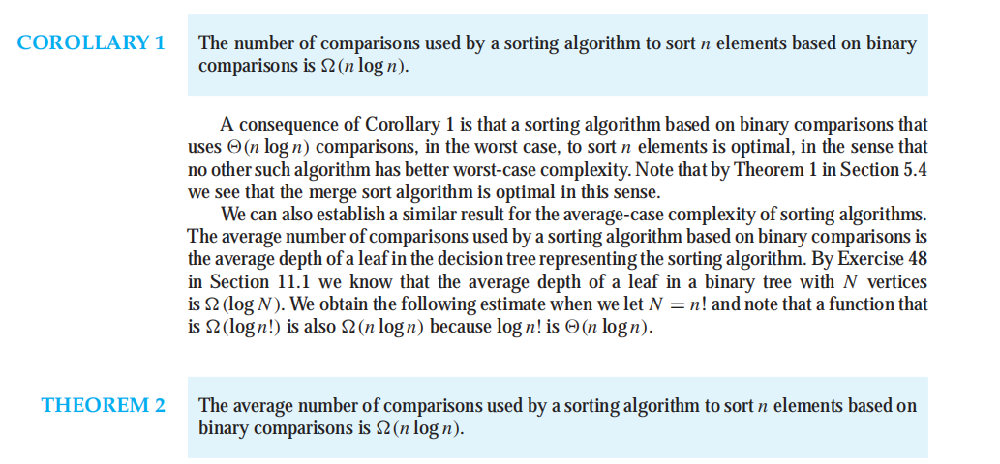 COROLLARY 1 The number of comparisons used by a sorting algorithm to sort n elements based on binary
comparisons is Ω(n log n).
A consequence of Corollary 1 is that a sorting algorithm based on binary comparisons that
uses Θ(n log n) comparisons, in the worst case, to sort n elements is optimal, in the sense that
no other such algorithm has better worst-case complexity. Note that by Theorem 1 in Section 5.4
we see that the merge sort algorithm is optimal in this sense.
We can also establish a similar result for the average-case complexity of sorting algorithms.
The average number of comparisons used by a sorting algorithm based on binary comparisons is
the average depth of a leaf in the decision tree representing the sorting algorithm. By Exercise 48
in Section 11.1 we know that the average depth of a leaf in a binary tree with N vertices
is Ω(log N). We obtain the following estimate when we let N = n! and note that a function that
is Ω(log n!) is also Ω(n log n) because log n! is Θ(n log n).
THEOREM 2 The average number of comparisons used by a sorting algorithm to sort n elements based on
binary comparisons is Ω(n log n).